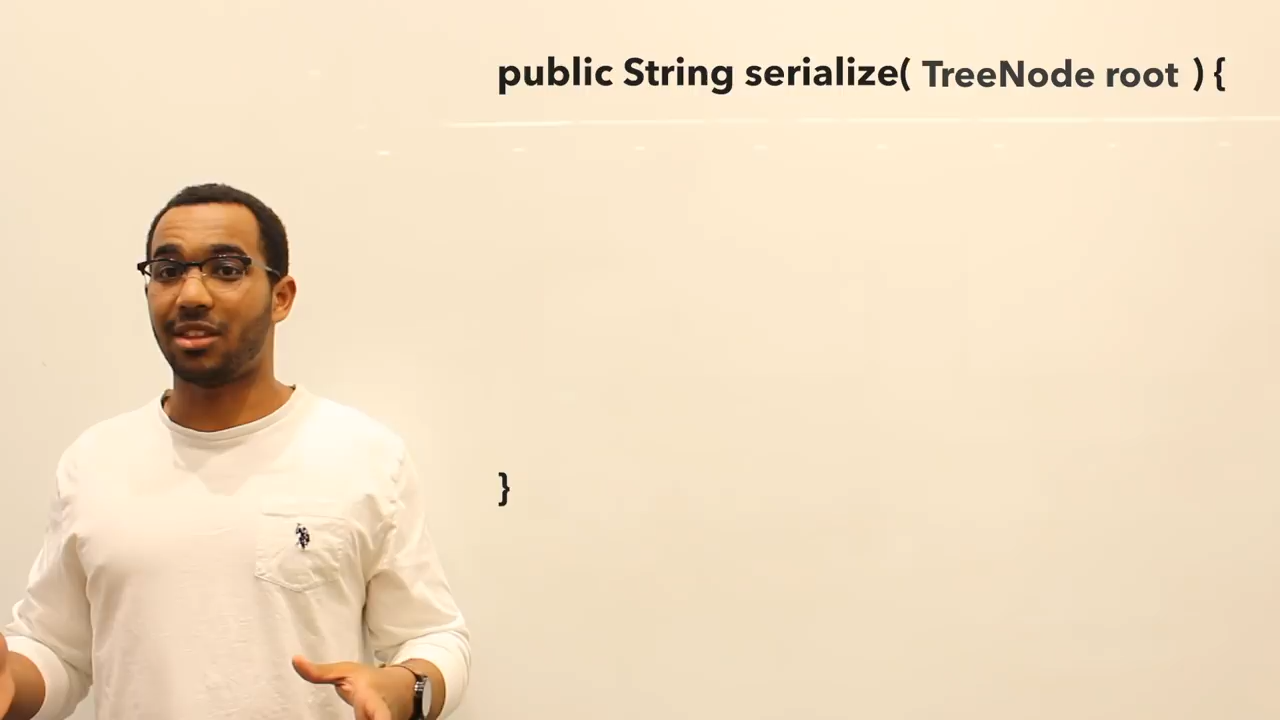 public String serialize( TreeNode root ) {
}